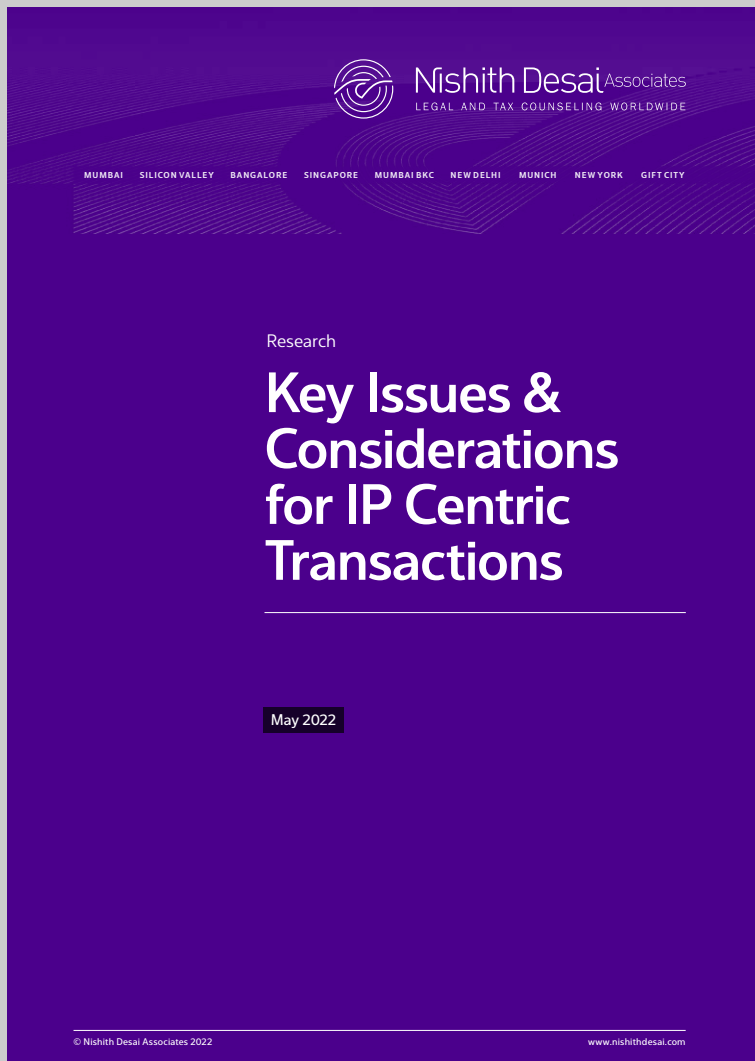 Nishith Desai Associates
LEGAL AND TAX COUNSELING WORLDWIDE
MUMBAI SILICON VALLEY BANGALORE SINGAPORE MUMBAI BKC NEW DELHI MUNICH NEW YORK GIFT CITY
Research
Key Issues &
Considerations
for IP Centric
Transactions
May 2022
© Nishith Desai Associates 2022 www.nishithdesai.com